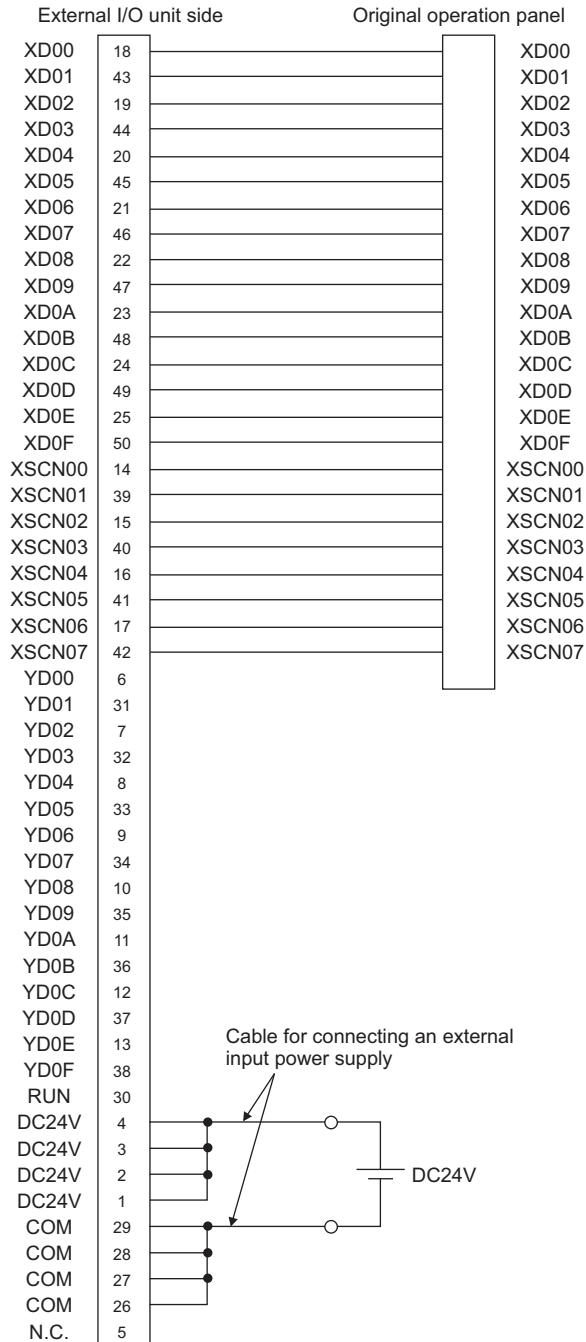 External I/O unit side Original operation panel
XD00 18 XD00
XD01 43 XD01
XD02 19 XD02
XD03 44 XD03
XD04 20 XD04
XD05 45 XD05
XD06 21 XD06
XD07 46 XD07
XD08 22 XD08
XD09 47 XD09
XD0A 23 XD0A
XD0B 48 XD0B
XD0C 24 XD0C
XD0D 49 XD0D
XD0E 25 XD0E
XD0F 50 XD0F
XSCN00 14 XSCN00
XSCN01 39 XSCN01
XSCN02 15 XSCN02
XSCN03 40 XSCN03
XSCN04 16 XSCN04
XSCN05 41 XSCN05
XSCN06 17 XSCN06
XSCN07 42 XSCN07
YD00 6
YD01 31
YD02 7
YD03 32
YD04 8
YD05 33
YD06 9
YD07 34
YD08 10
YD09 35
YD0A 11
YD0B 36
YD0C 12
YD0D 37
YD0E 13
YD0F 38
Cable for connecting an external
input power supply
RUN 30
DC24V 4
DC24V 3
DC24V 2 DC24V
DC24V 1
COM 29
COM 28
COM 27
COM 26
N.C. 5